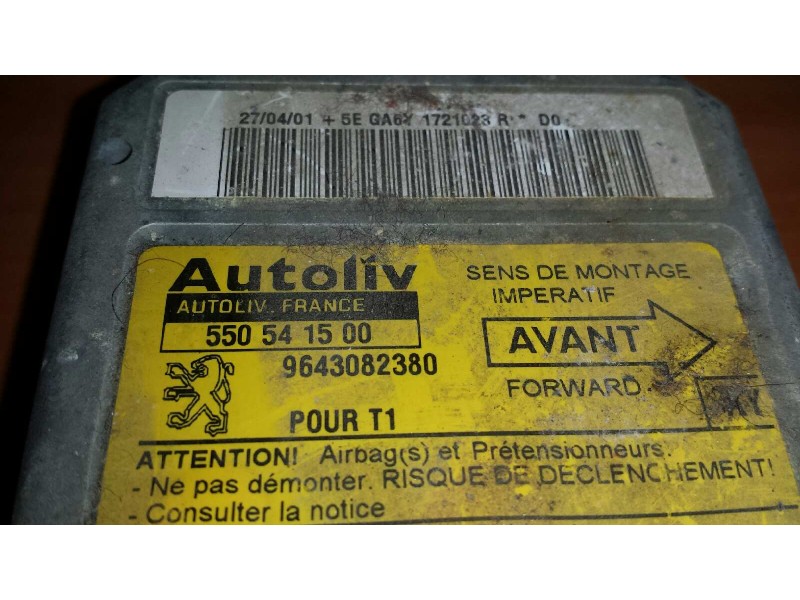 27/04/01 + 5E GA6Y 1721023 R * D0
Autoliv
AUTOLIV FRANCE
550 54 15 00
9643082380
POUR T1
SENS DE MONTAGE
IMPERATIF
AVANT
FORWARD
ATTENTION! Airbag(s) et Prétensionneurs.
- Ne pas démonter. RISQUE DE DECLENCHEMENT!
- Consulter la notice